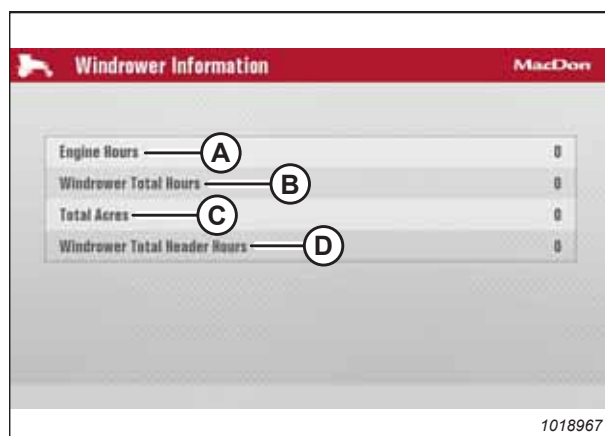 Windrower Information MacDon
Engine Hours A 0
Windrower Total Hours B 0
Total Acres C 0
Windrower Total Header Hours D 0
1018967